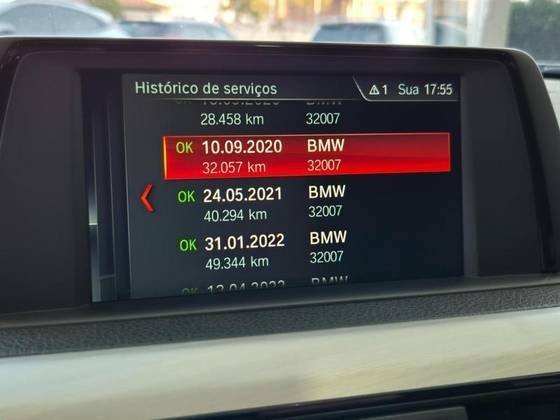 Histórico de serviços
1 Sua 17:55
28.458 km 32007
OK 10.09.2020 BMW
32.057 km 32007
OK 24.05.2021 BMW
40.294 km 32007
OK 31.01.2022 BMW
49.344 km 32007